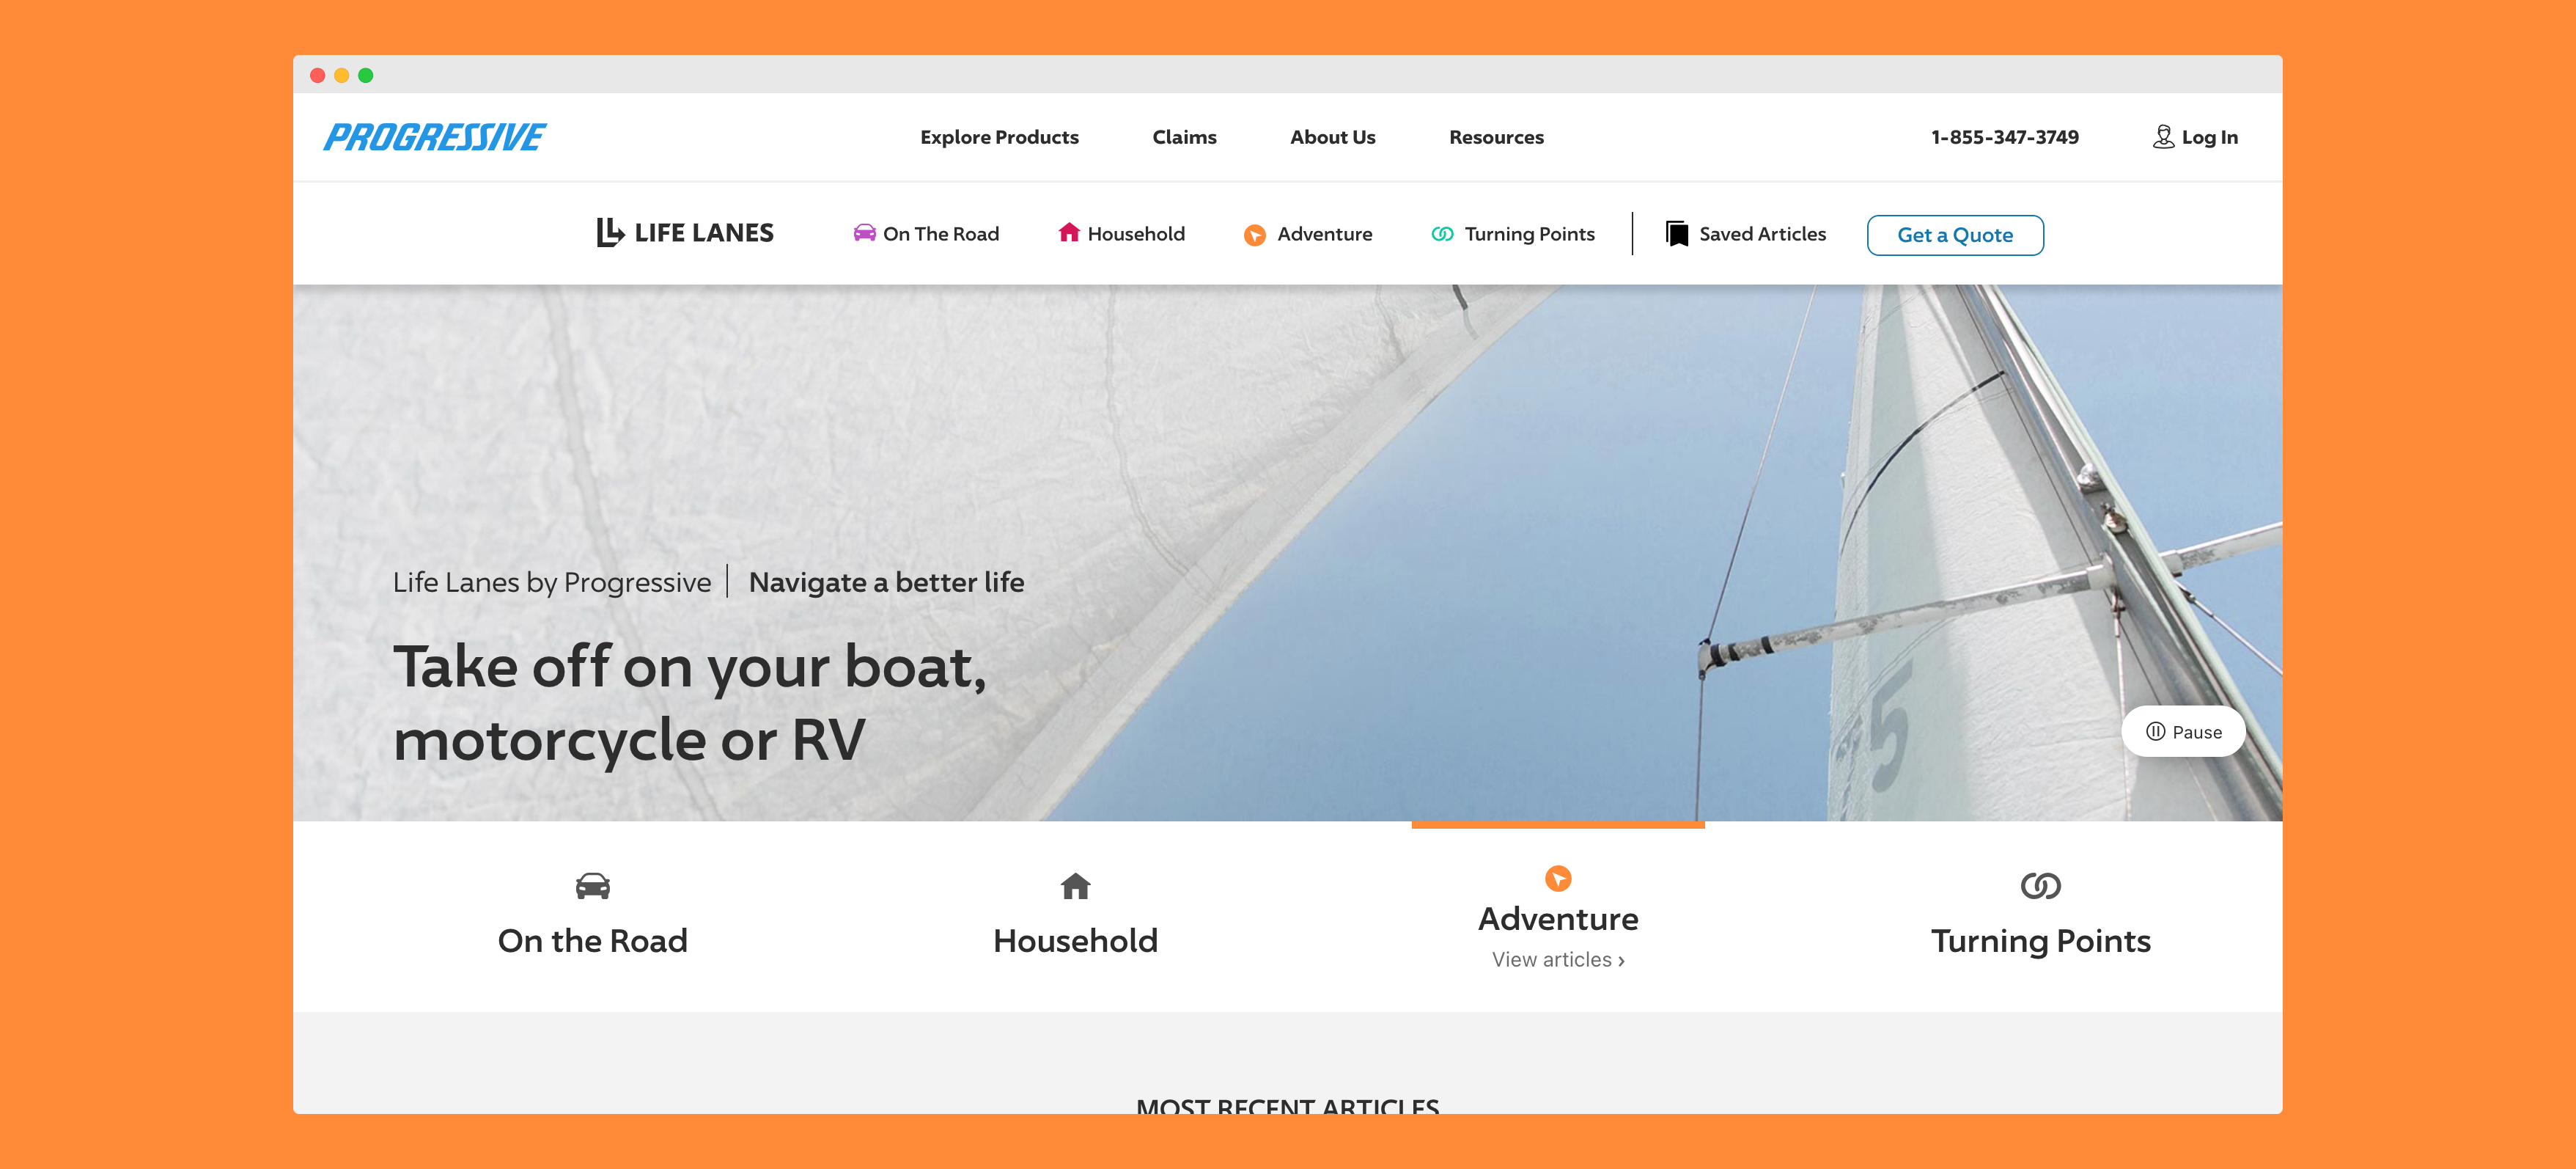 PROGRESSIVE
Explore Products
Claims
About Us
Resources
1-855-347-3749
Log In
LIFE LANES
On The Road
Household
Adventure
Turning Points
Saved Articles
Get a Quote
Life Lanes by Progressive | Navigate a better life
Take off on your boat,
motorcycle or RV
5
Pause
On the Road
Household
Adventure
View articles ›
Turning Points
MOST RECENT ARTICLES